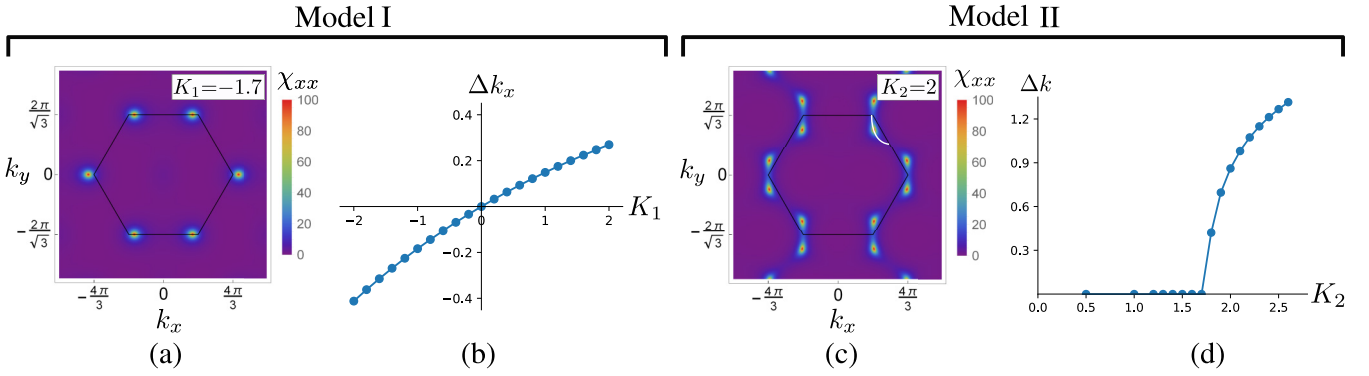 Model I
Model II
K₁=−1.7
χₓₓ
100
80
60
40
20
0
k_y
2π/√3
0
−2π/√3
−4π/3
0
4π/3
kₓ
(a)
Δkₓ
0.4
0.2
−0.2
−0.4
−2
−1
0
1
2
K₁
(b)
K₂=2
χₓₓ
100
80
60
40
20
0
k_y
2π/√3
0
−2π/√3
−4π/3
0
4π/3
kₓ
(c)
Δk
1.2
0.9
0.6
0.3
0.0
0.5
1.0
1.5
2.0
2.5
K₂
(d)